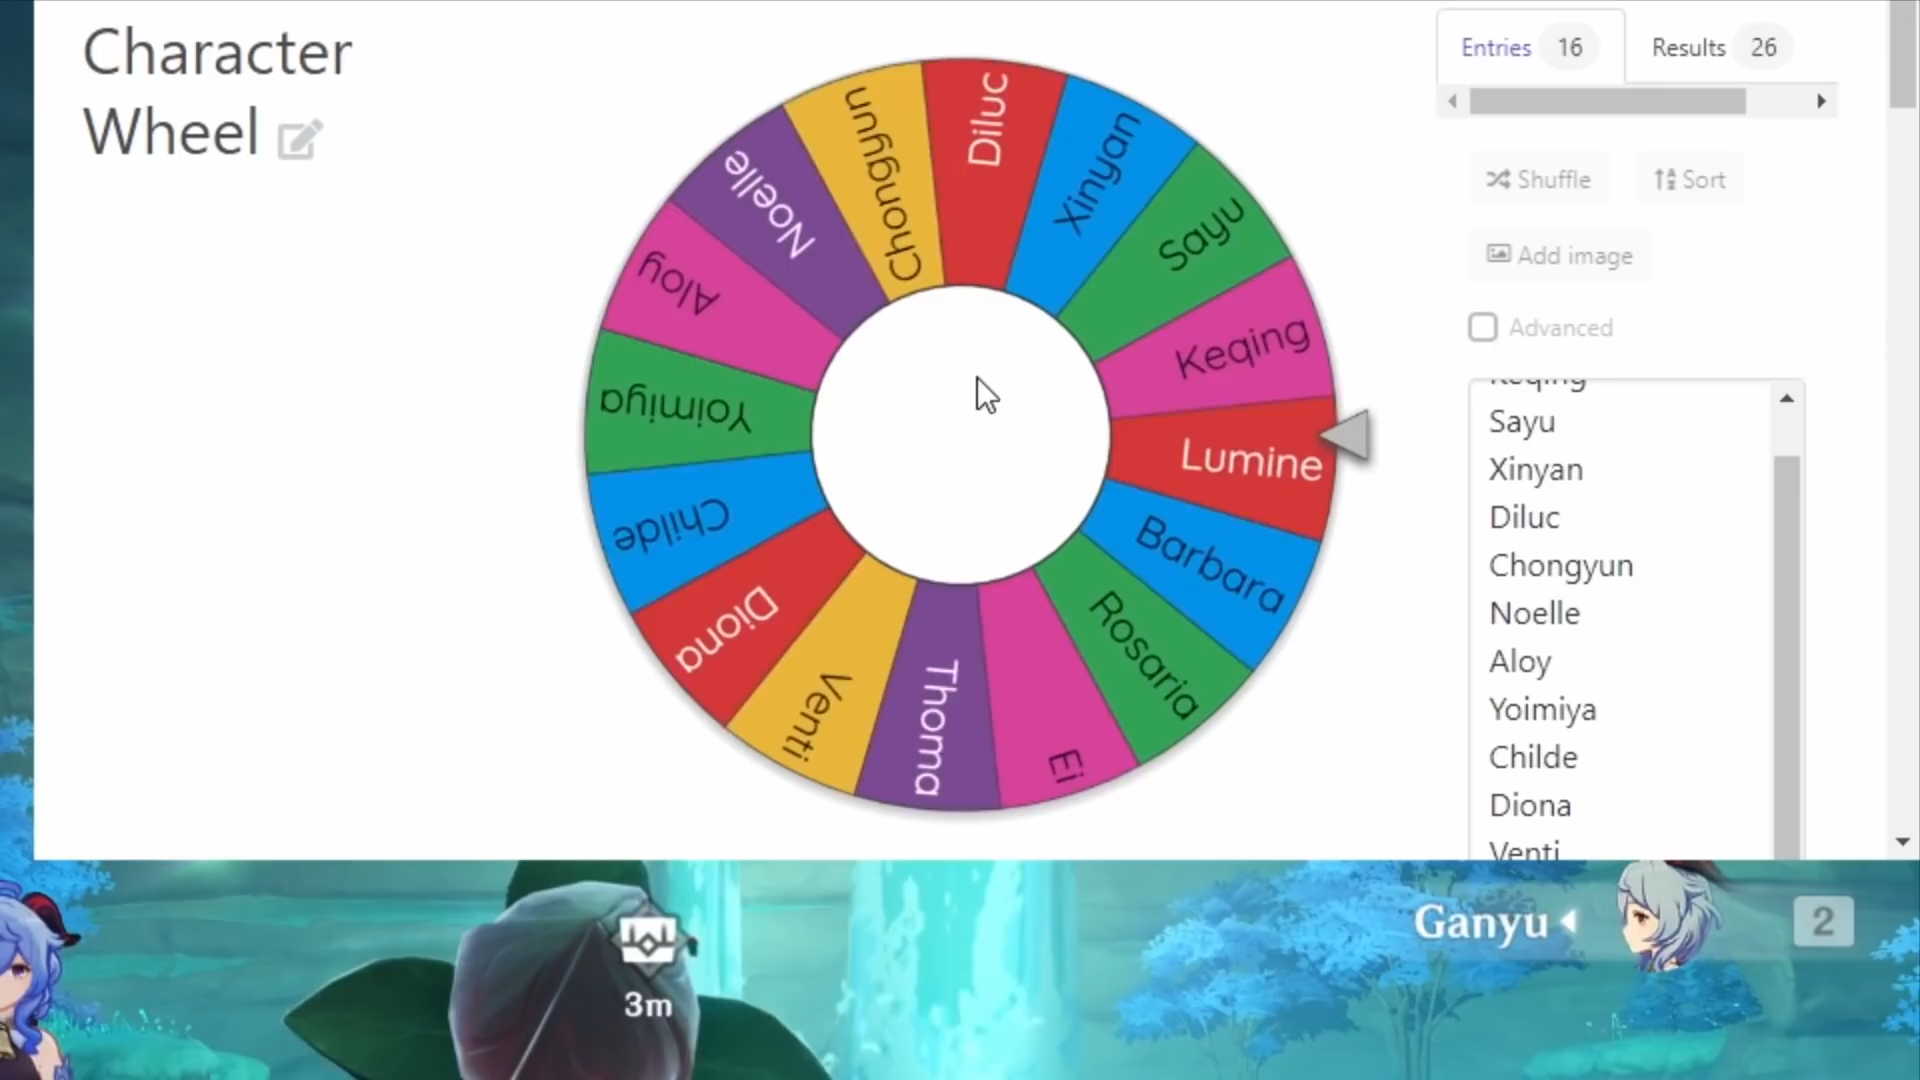 Character
Wheel
Entries 16
Results 26
Shuffle
Sort
Add image
Advanced
Diluc
Xinyan
Sayu
Keqing
Lumine
Barbara
Rosaria
Ei
Thoma
Venti
Diona
Childe
Yoimiya
Aloy
Noelle
Chongyun
Keqing
Sayu
Xinyan
Diluc
Chongyun
Noelle
Aloy
Yoimiya
Childe
Diona
Venti
Ganyu
2
3m